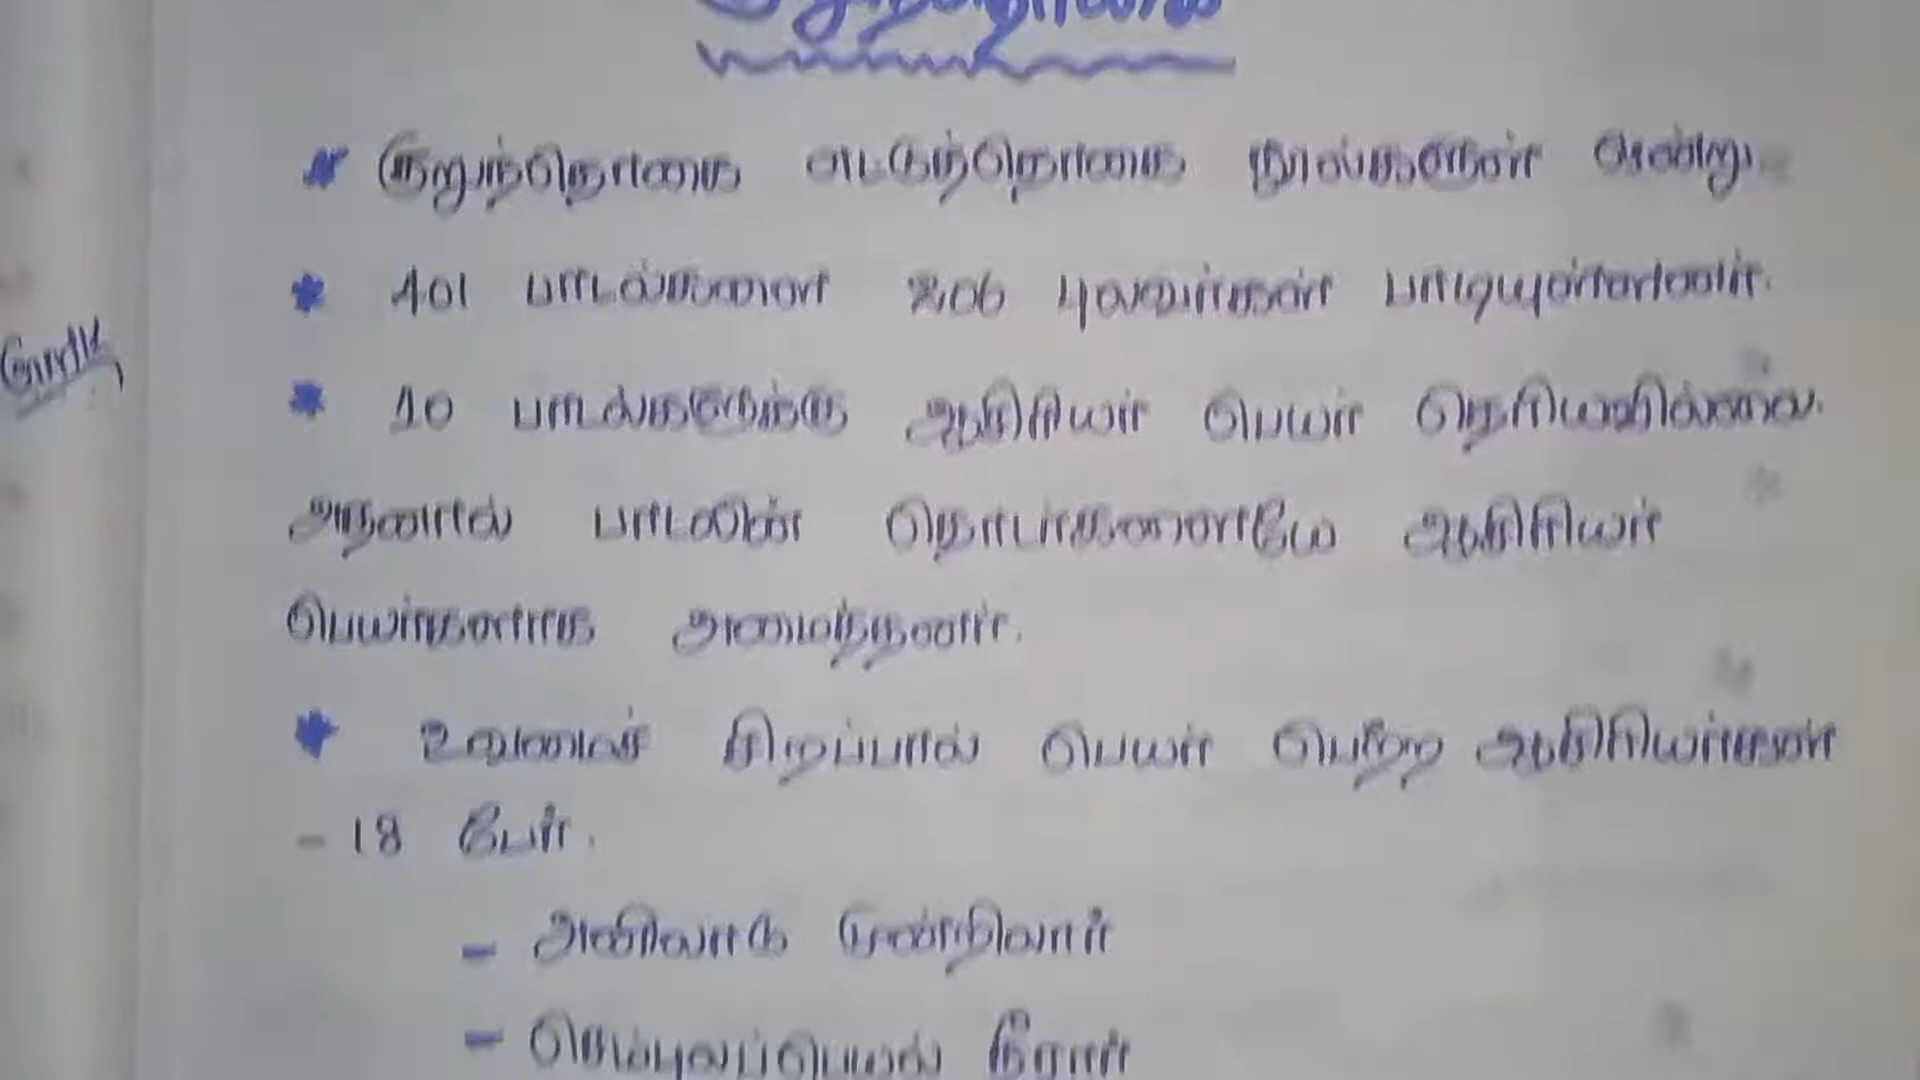 குறுந்தொகை
* குறுந்தொகை எட்டுத்தொகை நூல்களுள் ஒன்று.
* 401 பாடல்களை 206 புலவர்கள் பாடியுள்ளனர்.
* 10 பாடல்களுக்கு ஆசிரியர் பெயர் தெரியவில்லை.
அதனால் பாடலின் தொடர்களையே ஆசிரியர்
பெயர்களாக அமைத்தனர்.
* உவமைச் சிறப்பால் பெயர் பெற்ற ஆசிரியர்கள்
- 18 பேர்.
- அணிலாடு முன்றிலார்
- செம்புலப்பெயல் நீரார்